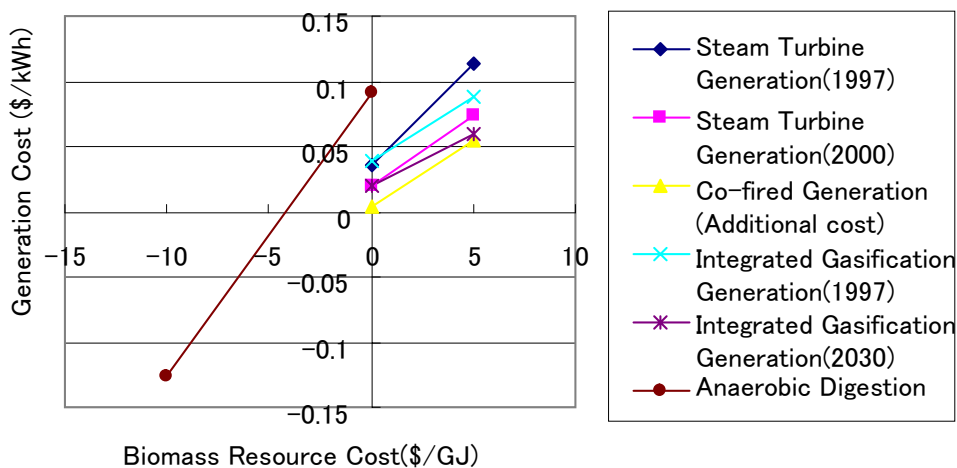 Generation Cost ($/kWh)
0.15
0.1
0.05
0
-0.05
-0.1
-0.15
-15
-10
-5
0
5
10
Biomass Resource Cost($/GJ)
Steam Turbine
Generation(1997)
Steam Turbine
Generation(2000)
Co-fired Generation
(Additional cost)
Integrated Gasification
Generation(1997)
Integrated Gasification
Generation(2030)
Anaerobic Digestion